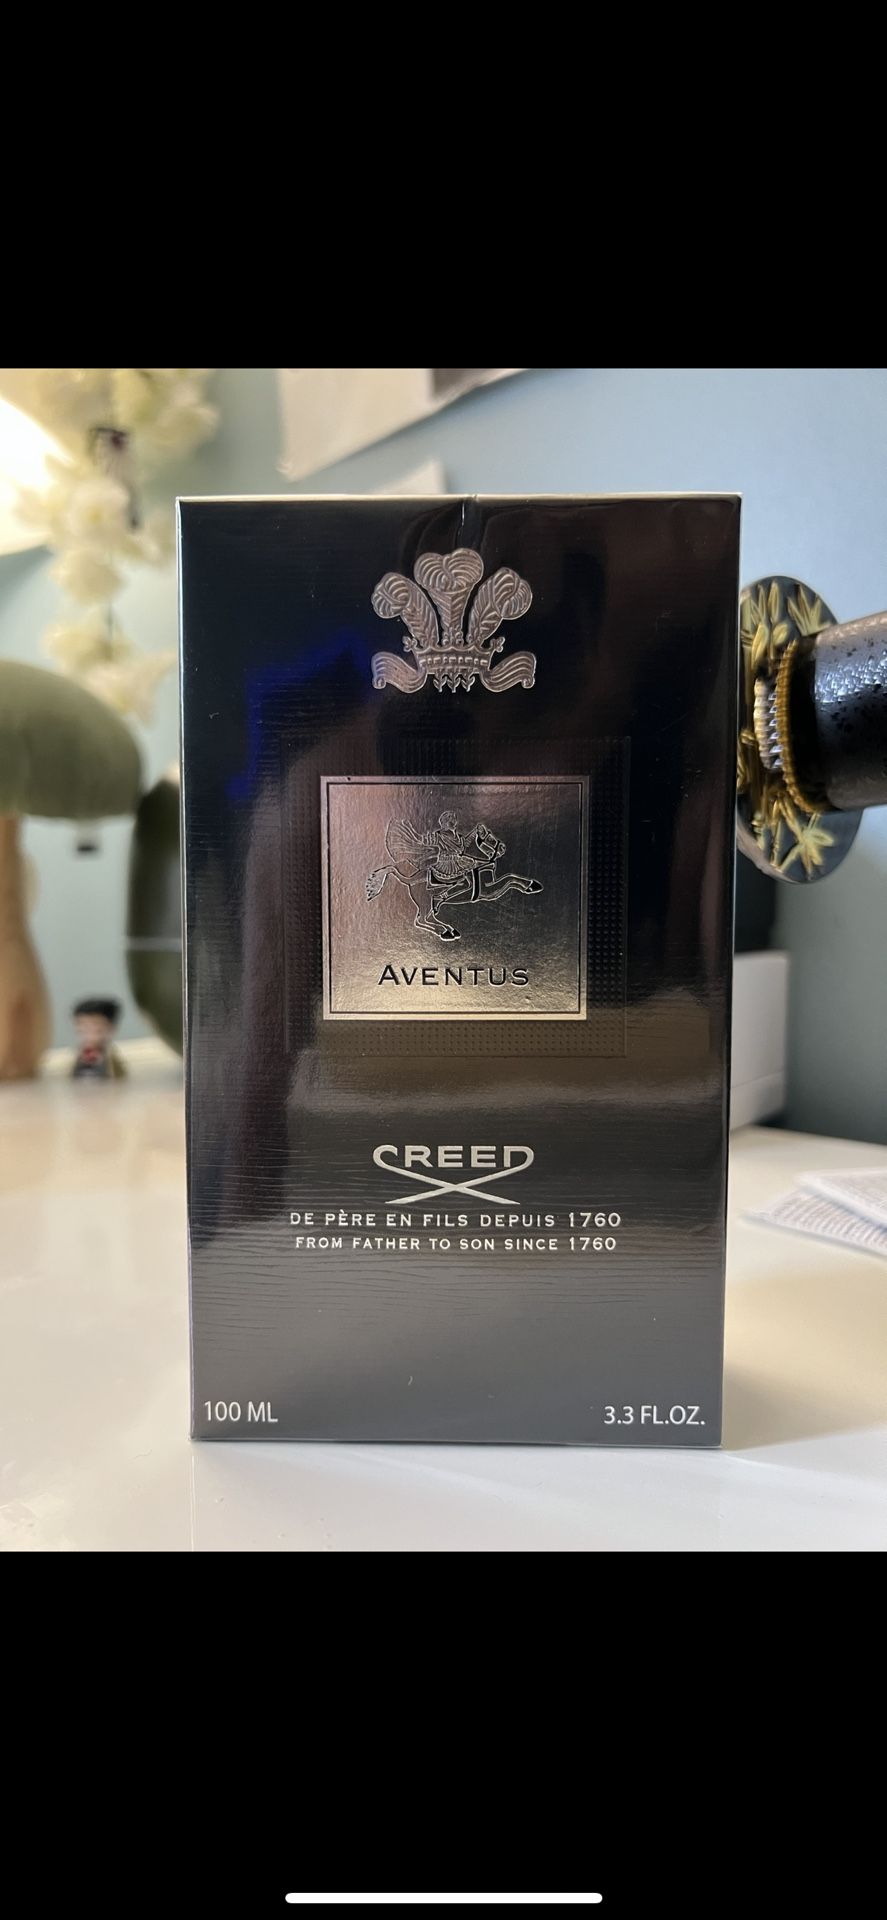 AVENTUS
CREED
DE PÈRE EN FILS DEPUIS 1760
FROM FATHER TO SON SINCE 1760
100 ML
3.3 FL.OZ.